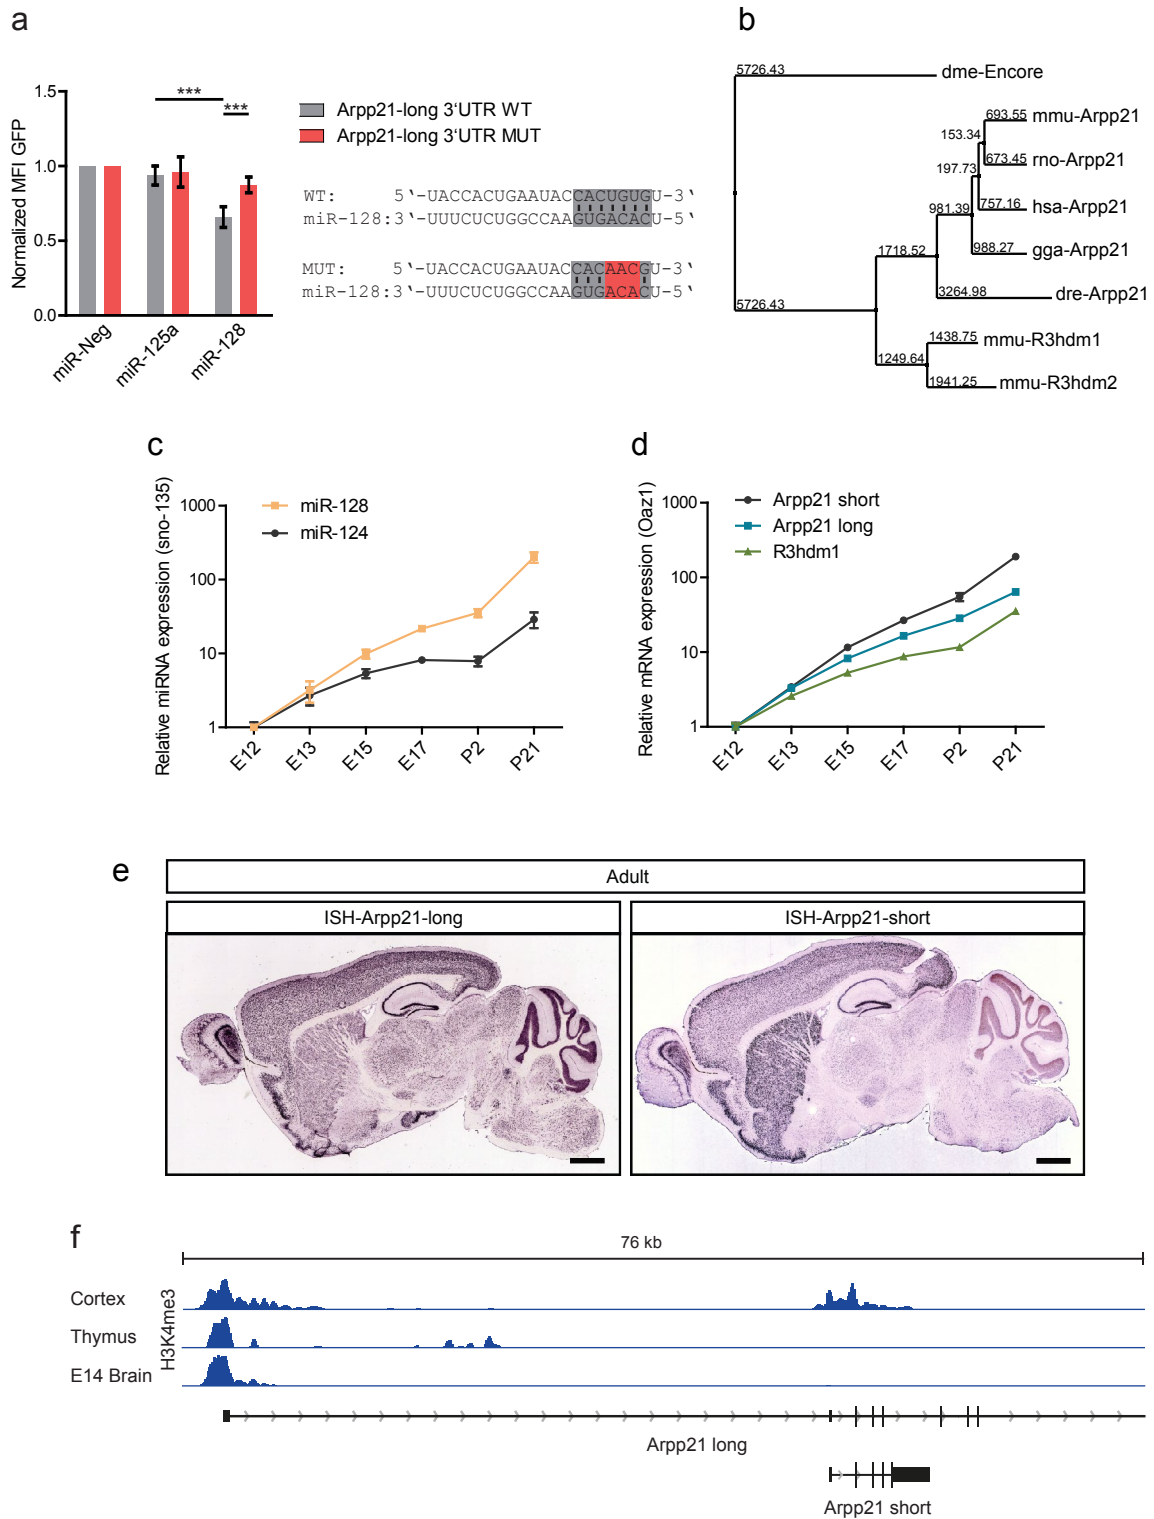 a
Normalized MFI GFP
1.5
1.0
0.5
0.0
***
***
miR-Neg
miR-125a
miR-128
Arpp21-long 3‘UTR WT
Arpp21-long 3‘UTR MUT
WT: 5‘-UACCACUGAAUACCACUGUGU-3‘
miR-128:3‘-UUUCUCUGGCCAAGUGACACU-5‘
MUT: 5‘-UACCACUGAAUACCACAACGU-3‘
miR-128:3‘-UUUCUCUGGCCAAGUGACACU-5‘
b
5726.43
dme-Encore
693.55
mmu-Arpp21
153.34
673.45
rno-Arpp21
197.73
757.16
hsa-Arpp21
981.39
988.27
gga-Arpp21
1718.52
3264.98
dre-Arpp21
5726.43
1438.75
mmu-R3hdm1
1249.64
1941.25
mmu-R3hdm2
c
Relative miRNA expression (sno-135)
1000
100
10
1
miR-128
miR-124
E12
E13
E15
E17
P2
P21
d
Relative mRNA expression (Oaz1)
1000
100
10
1
Arpp21 short
Arpp21 long
R3hdm1
E12
E13
E15
E17
P2
P21
e
Adult
ISH-Arpp21-long
ISH-Arpp21-short
f
76 kb
H3K4me3
Cortex
Thymus
E14 Brain
Arpp21 long
Arpp21 short